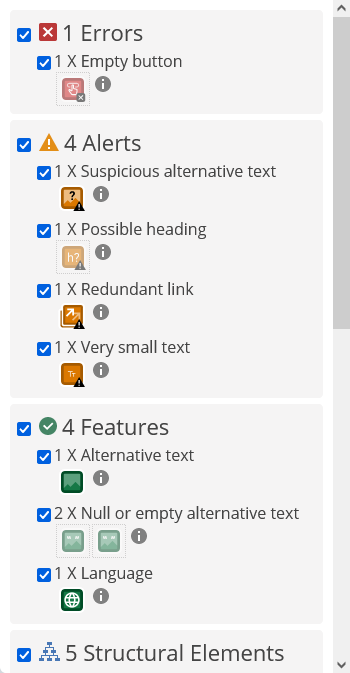 1 Errors
1 X Empty button
4 Alerts
1 X Suspicious alternative text
?
1 X Possible heading
h?
1 X Redundant link
1 X Very small text
Tt
4 Features
1 X Alternative text
2 X Null or empty alternative text
1 X Language
5 Structural Elements